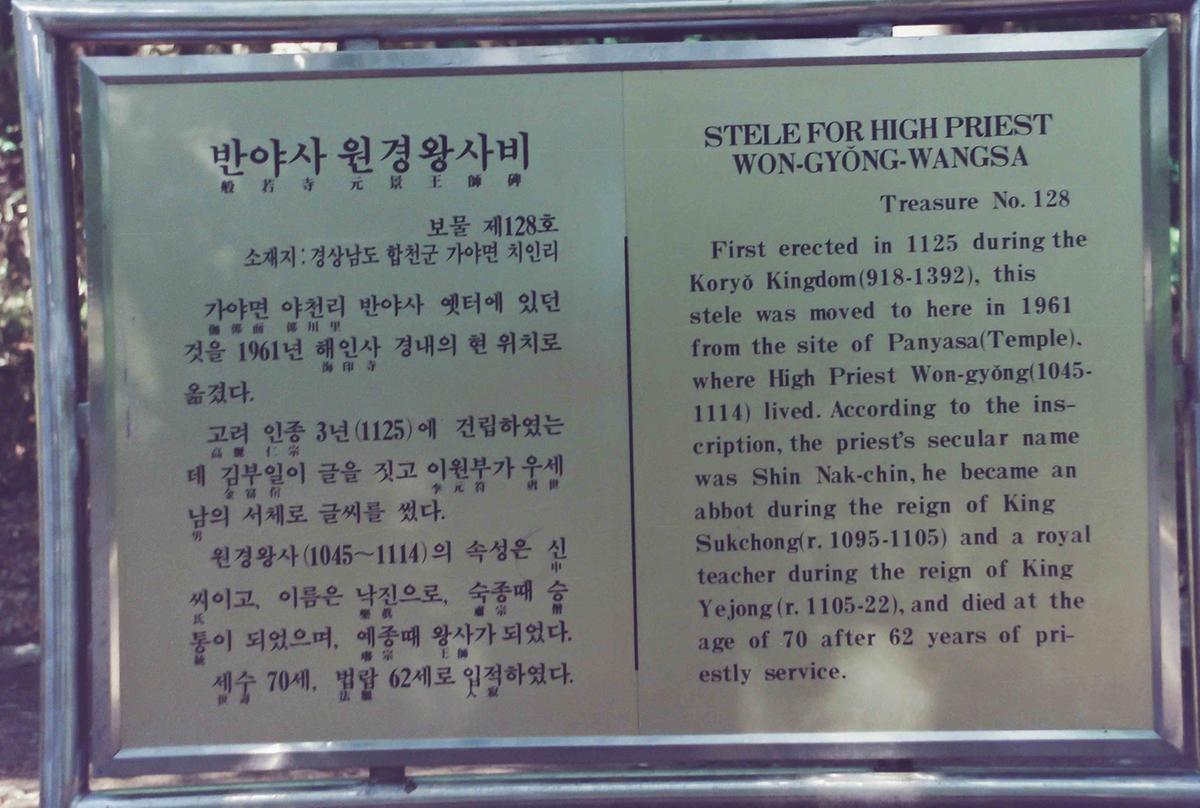 반야사 원경왕사비
般若寺 元景王師碑
보물 제128호
소재지 : 경상남도 합천군 가야면 치인리
가야면 야천리 반야사 옛터에 있던
伽倻面 倻川里
것을 1961년 해인사 경내의 현 위치로
海印寺
옮겼다.
고려 인종 3년(1125)에 건립하였는
高麗 仁宗
데 김부일이 글을 짓고 이원부가 우세
金富佾 李元符 虞世
남의 서체로 글씨를 썼다.
男
원경왕사(1045~1114)의 속성은 신
申
씨이고, 이름은 낙진으로, 숙종때 승
氏 樂眞 肅宗 僧
통이 되었으며, 예종때 왕사가 되었다.
統 睿宗 王師
세수 70세, 법랍 62세로 입적하였다.
世壽 法臘 入寂
STELE FOR HIGH PRIEST
WON-GYǑNG-WANGSA
Treasure No. 128
First erected in 1125 during the
Koryǒ Kingdom(918-1392), this
stele was moved to here in 1961
from the site of Panyasa(Temple),
where High Priest Won-gyǒng(1045-
1114) lived. According to the ins-
cription, the priest's secular name
was Shin Nak-chin, he became an
abbot during the reign of King
Sukchong(r. 1095-1105) and a royal
teacher during the reign of King
Yejong(r. 1105-22), and died at the
age of 70 after 62 years of pri-
estly service.